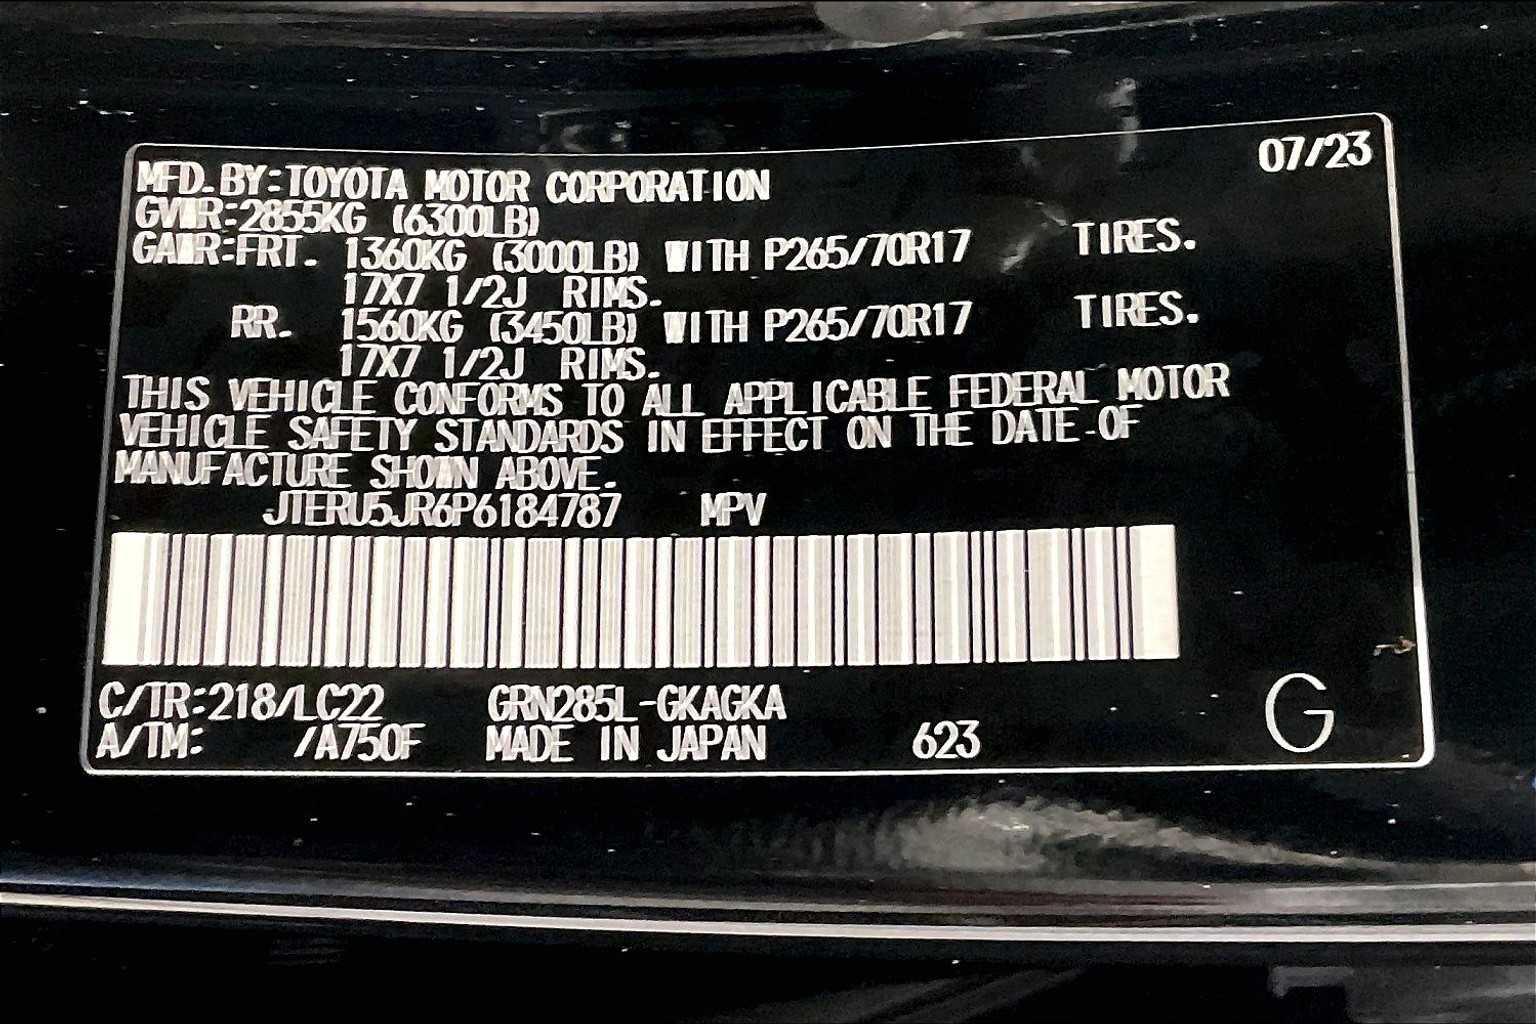 07/23
MFD. BY:TOYOTA MOTOR CORPORATION
GVWR:2855KG (6300LB)
GAWR:FRT. 1360KG (3000LB) WITH P265/70R17 TIRES.
17X7 1/2J RIMS.
RR. 1560KG (3450LB) WITH P265/70R17 TIRES.
17X7 1/2J RIMS.
THIS VEHICLE CONFORMS TO ALL APPLICABLE FEDERAL MOTOR
VEHICLE SAFETY STANDARDS IN EFFECT ON THE DATE OF
MANUFACTURE SHOWN ABOVE.
JTERU5JR6P6184787 MPV
C/TR:218/LC22 GRN285L-GKAGKA
A/TM: /A750F MADE IN JAPAN 623
G